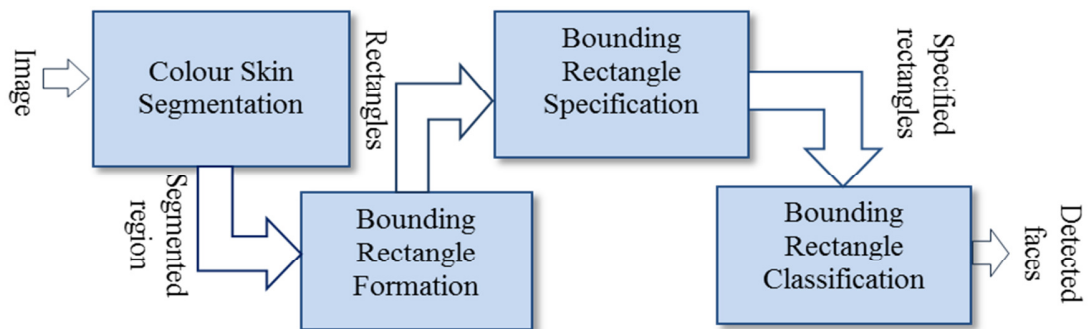 Image
Colour Skin
Segmentation
Segmented
region
Bounding
Rectangle
Formation
Rectangles
Bounding
Rectangle
Specification
Specified
rectangles
Bounding
Rectangle
Classification
Detected
faces